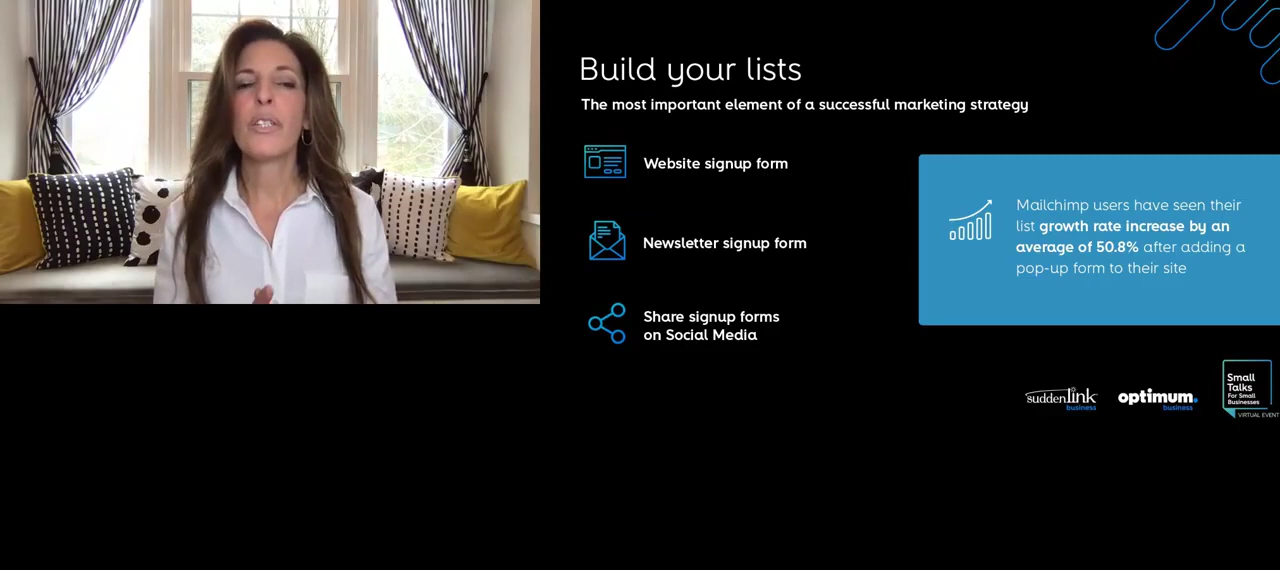 Build your lists
The most important element of a successful marketing strategy
Website signup form
Newsletter signup form
Share signup forms
on Social Media
Mailchimp users have seen their
list growth rate increase by an
average of 50.8% after adding a
pop-up form to their site
suddenlink
business
optimum.
business
Small
Talks
For Small
Businesses
VIRTUAL EVENT